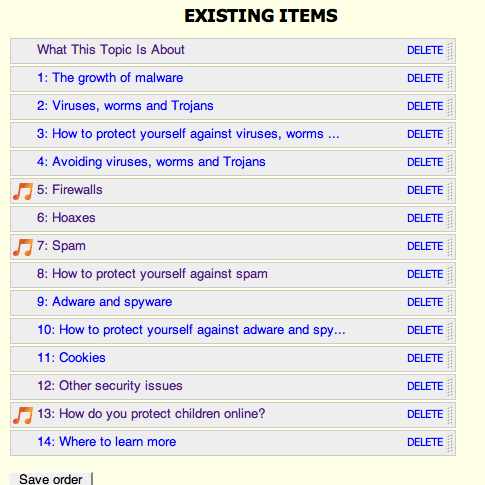 EXISTING ITEMS
What This Topic Is About DELETE
1: The growth of malware DELETE
2: Viruses, worms and Trojans DELETE
3: How to protect yourself against viruses, worms ... DELETE
4: Avoiding viruses, worms and Trojans DELETE
5: Firewalls DELETE
6: Hoaxes DELETE
7: Spam DELETE
8: How to protect yourself against spam DELETE
9: Adware and spyware DELETE
10: How to protect yourself against adware and spy... DELETE
11: Cookies DELETE
12: Other security issues DELETE
13: How do you protect children online? DELETE
14: Where to learn more DELETE
Save order